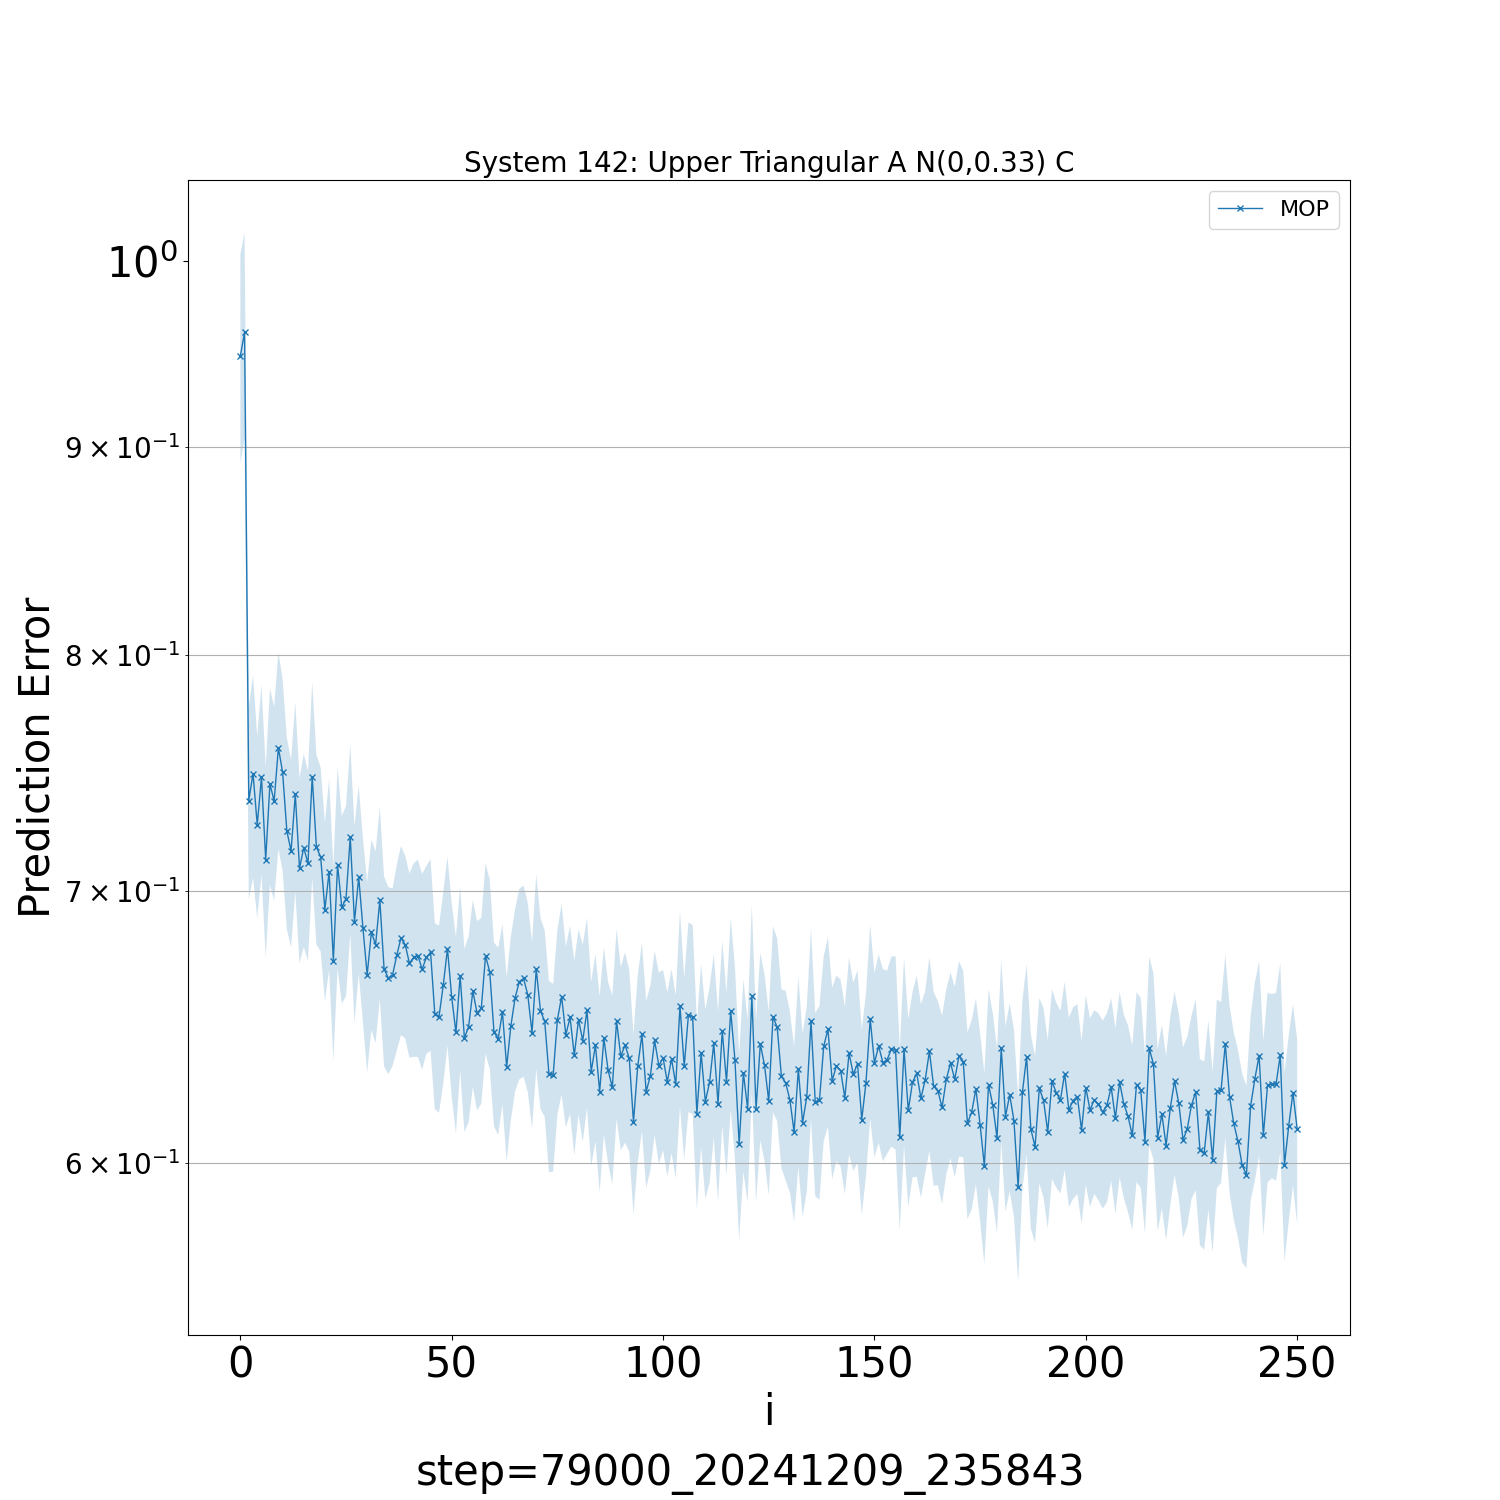 System 142: Upper Triangular A N(0,0.33) C
MOP
10⁰
9 × 10⁻¹
8 × 10⁻¹
7 × 10⁻¹
6 × 10⁻¹
Prediction Error
0 50 100 150 200 250
i
step=79000_20241209_235843